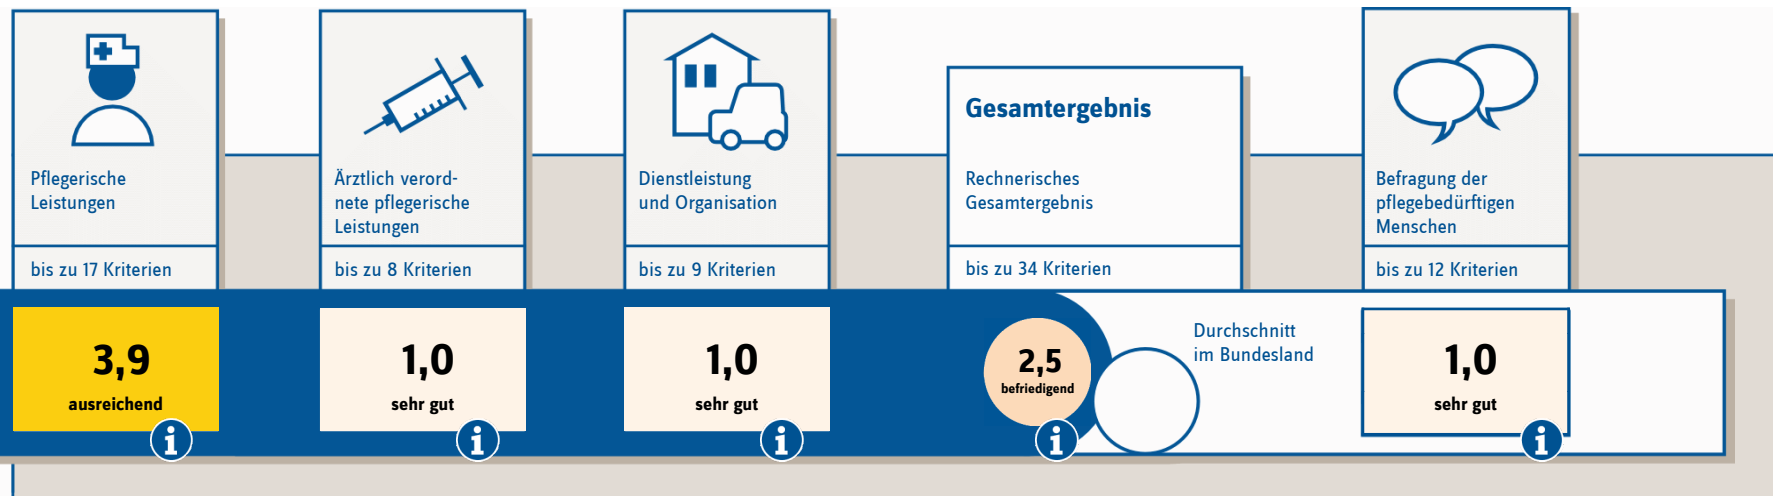 Pflegerische
Leistungen
bis zu 17 Kriterien
3,9
ausreichend
i
Ärztlich verord-
nete pflegerische
Leistungen
bis zu 8 Kriterien
1,0
sehr gut
i
Dienstleistung
und Organisation
bis zu 9 Kriterien
1,0
sehr gut
i
Gesamtergebnis
Rechnerisches
Gesamtergebnis
bis zu 34 Kriterien
2,5
befriedigend
i
Durchschnitt
im Bundesland
Befragung der
pflegebedürftigen
Menschen
bis zu 12 Kriterien
1,0
sehr gut
i